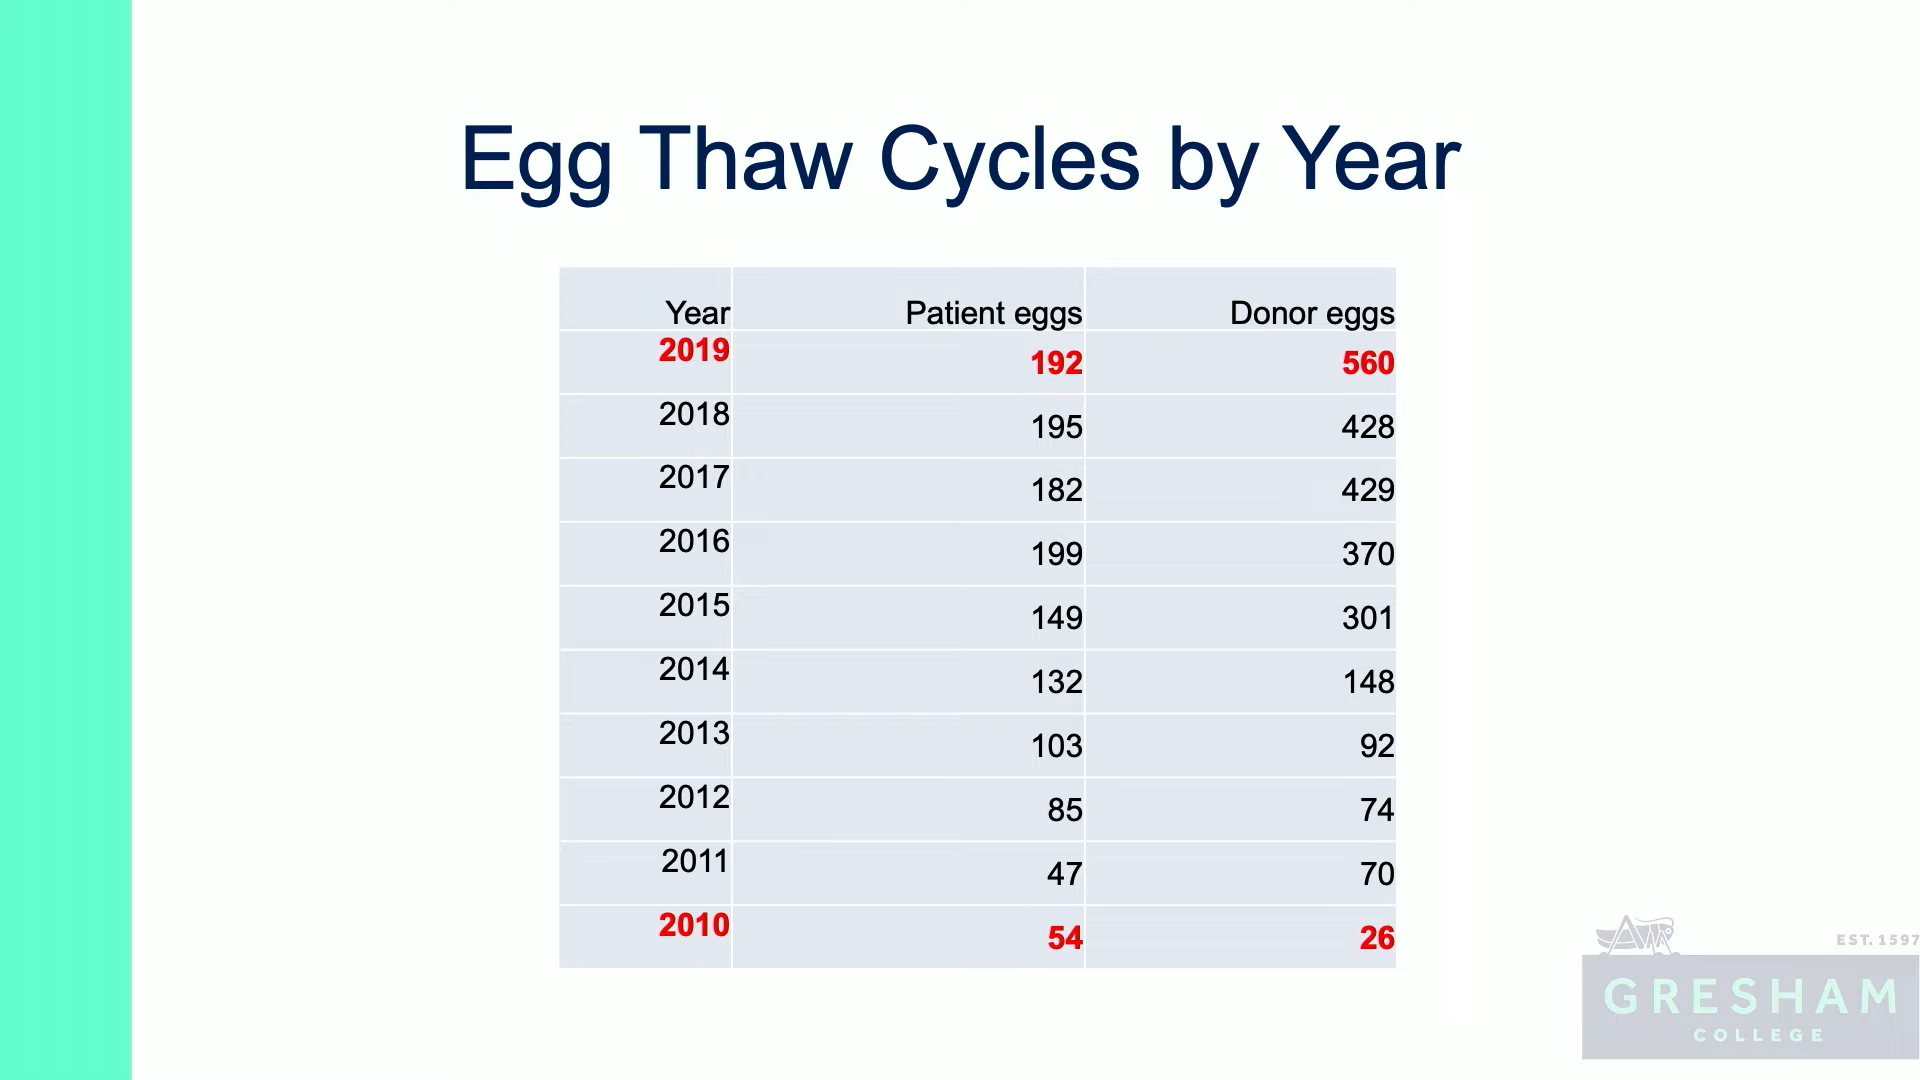 Egg Thaw Cycles by Year
Year Patient eggs Donor eggs
2019 192 560
2018 195 428
2017 182 429
2016 199 370
2015 149 301
2014 132 148
2013 103 92
2012 85 74
2011 47 70
2010 54 26
EST. 1597
GRESHAM
COLLEGE